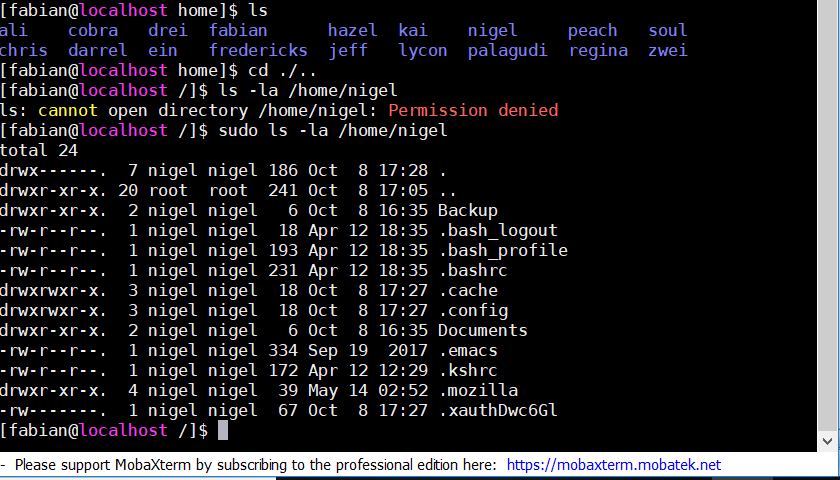 [fabian@localhost home]$ ls
ali    cobra   drei  fabian      hazel  kai    nigel     peach   soul
chris  darrel  ein   fredericks  jeff   lycon  palagudi  regina  zwei
[fabian@localhost home]$ cd ./..
[fabian@localhost /]$ ls -la /home/nigel
ls: cannot open directory /home/nigel: Permission denied
[fabian@localhost /]$ sudo ls -la /home/nigel
total 24
drwx------.  7 nigel nigel 186 Oct  8 17:28 .
drwxr-xr-x. 20 root  root  241 Oct  8 17:05 ..
drwxr-xr-x.  2 nigel nigel   6 Oct  8 16:35 Backup
-rw-r--r--.  1 nigel nigel  18 Apr 12 18:35 .bash_logout
-rw-r--r--.  1 nigel nigel 193 Apr 12 18:35 .bash_profile
-rw-r--r--.  1 nigel nigel 231 Apr 12 18:35 .bashrc
drwxrwxr-x.  3 nigel nigel  18 Oct  8 17:27 .cache
drwxrwxr-x.  3 nigel nigel  18 Oct  8 17:27 .config
drwxr-xr-x.  2 nigel nigel   6 Oct  8 16:35 Documents
-rw-r--r--.  1 nigel nigel 334 Sep 19  2017 .emacs
-rw-r--r--.  1 nigel nigel 172 Apr 12 12:29 .kshrc
drwxr-xr-x.  4 nigel nigel  39 May 14 02:52 .mozilla
-rw-------.  1 nigel nigel  67 Oct  8 17:27 .xauthDwc6Gl
[fabian@localhost /]$
- Please support MobaXterm by subscribing to the professional edition here: https://mobaxterm.mobatek.net